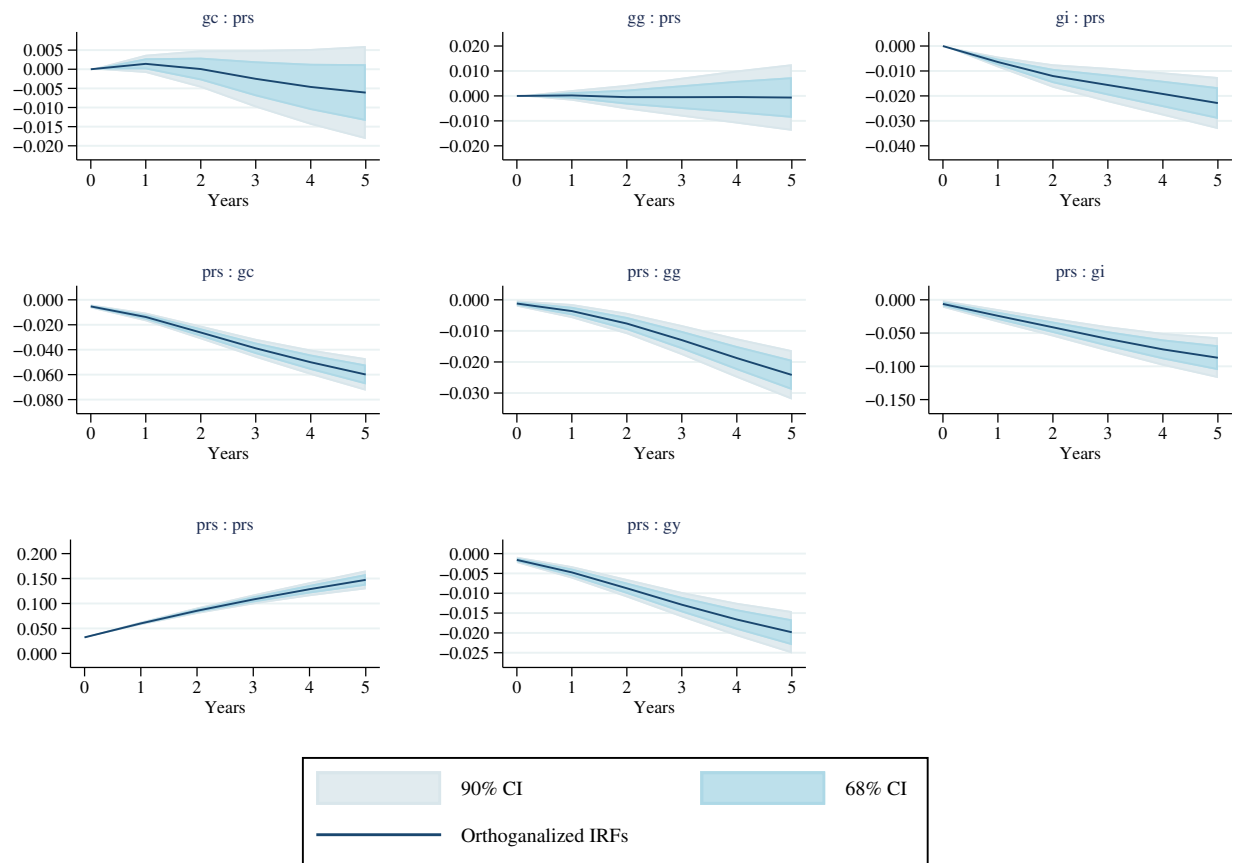 gc : prs
0.005
0.000
−0.005
−0.010
−0.015
−0.020
0 1 2 3 4 5
Years
gg : prs
0.020
0.010
0.000
−0.010
−0.020
0 1 2 3 4 5
Years
gi : prs
0.000
−0.010
−0.020
−0.030
−0.040
0 1 2 3 4 5
Years
prs : gc
0.000
−0.020
−0.040
−0.060
−0.080
0 1 2 3 4 5
Years
prs : gg
0.000
−0.010
−0.020
−0.030
0 1 2 3 4 5
Years
prs : gi
0.000
−0.050
−0.100
−0.150
0 1 2 3 4 5
Years
prs : prs
0.200
0.150
0.100
0.050
0.000
0 1 2 3 4 5
Years
prs : gy
0.000
−0.005
−0.010
−0.015
−0.020
−0.025
0 1 2 3 4 5
Years
90% CI 68% CI
Orthoganalized IRFs